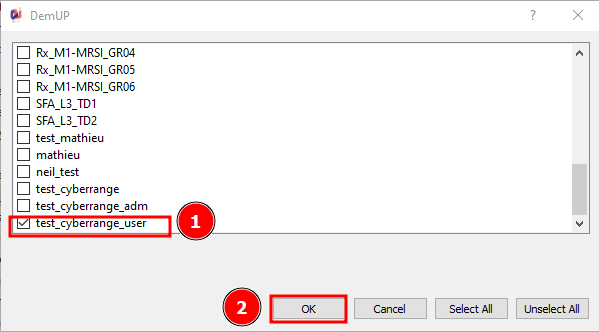 DemUP
Rx_M1-MRSI_GR04
Rx_M1-MRSI_GR05
Rx_M1-MRSI_GR06
SFA_L3_TD1
SFA_L3_TD2
test_mathieu
mathieu
neil_test
test_cyberrange
test_cyberrange_adm
test_cyberrange_user
1
2
OK Cancel Select All Unselect All